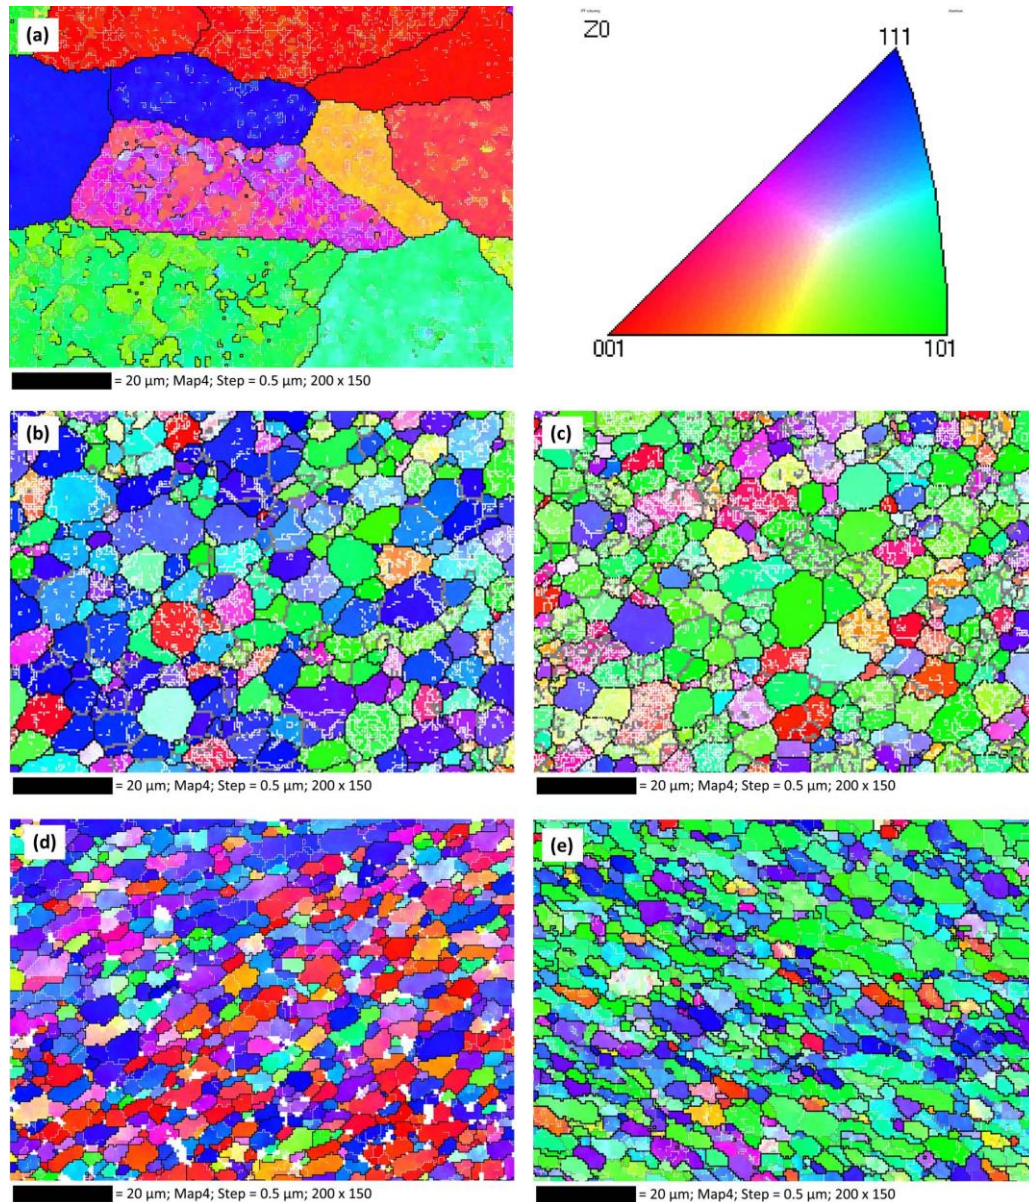 (a)
Z0
111
001
101
= 20 µm; Map4; Step = 0.5 µm; 200 x 150
(b)
(c)
= 20 µm; Map4; Step = 0.5 µm; 200 x 150
= 20 µm; Map4; Step = 0.5 µm; 200 x 150
(d)
(e)
= 20 µm; Map4; Step = 0.5 µm; 200 x 150
= 20 µm; Map4; Step = 0.5 µm; 200 x 150